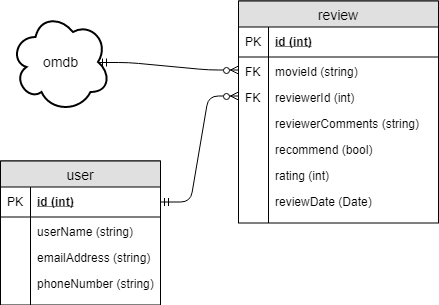 review
PK id (int)
omdb
FK movieId (string)
FK reviewerId (int)
reviewerComments (string)
recommend (bool)
rating (int)
reviewDate (Date)
user
PK id (int)
userName (string)
emailAddress (string)
phoneNumber (string)